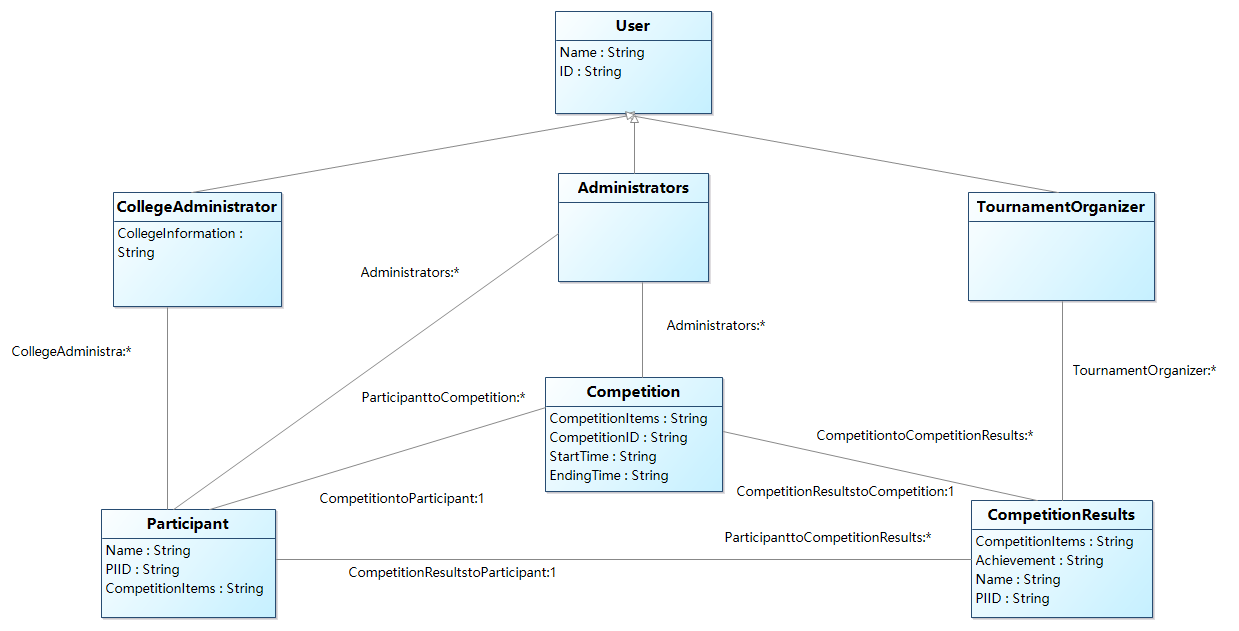 User
Name : String
ID : String
CollegeAdministrator
CollegeInformation :
String
Administrators
TournamentOrganizer
Administrators:*
Administrators:*
CollegeAdministra:*
TournamentOrganizer:*
ParticipanttoCompetition:*
Competition
CompetitionItems : String
CompetitionID : String
StartTime : String
EndingTime : String
CompetitiontoCompetitionResults:*
CompetitionResultstoCompetition:1
CompetitiontoParticipant:1
Participant
Name : String
PIID : String
CompetitionItems : String
ParticipanttoCompetitionResults:*
CompetitionResultstoParticipant:1
CompetitionResults
CompetitionItems : String
Achievement : String
Name : String
PIID : String